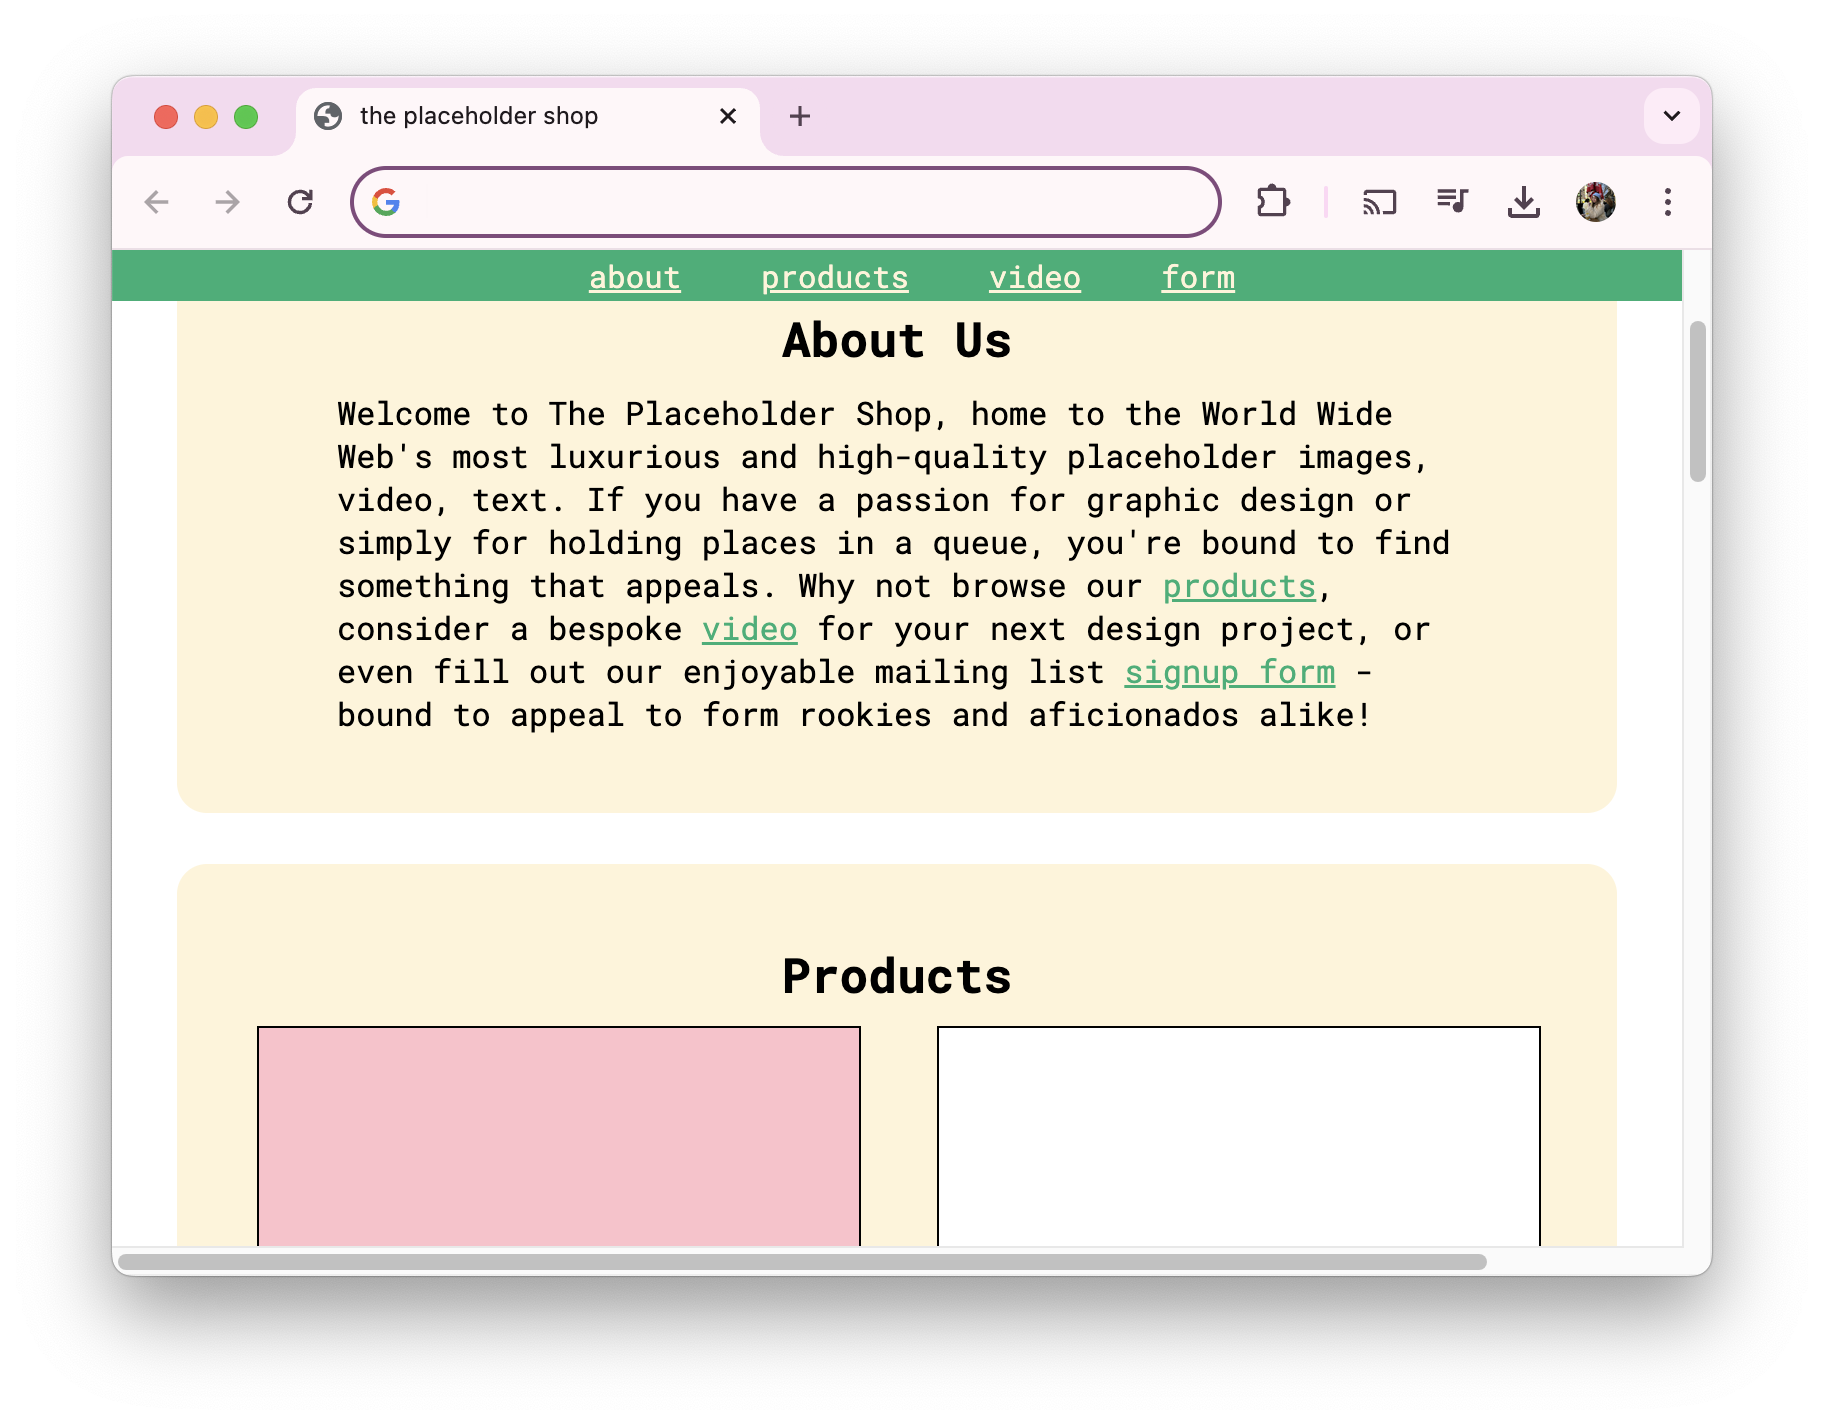 the placeholder shop
about products video form
About Us
Welcome to The Placeholder Shop, home to the World Wide
Web's most luxurious and high-quality placeholder images,
video, text. If you have a passion for graphic design or
simply for holding places in a queue, you're bound to find
something that appeals. Why not browse our products,
consider a bespoke video for your next design project, or
even fill out our enjoyable mailing list signup form -
bound to appeal to form rookies and aficionados alike!
Products